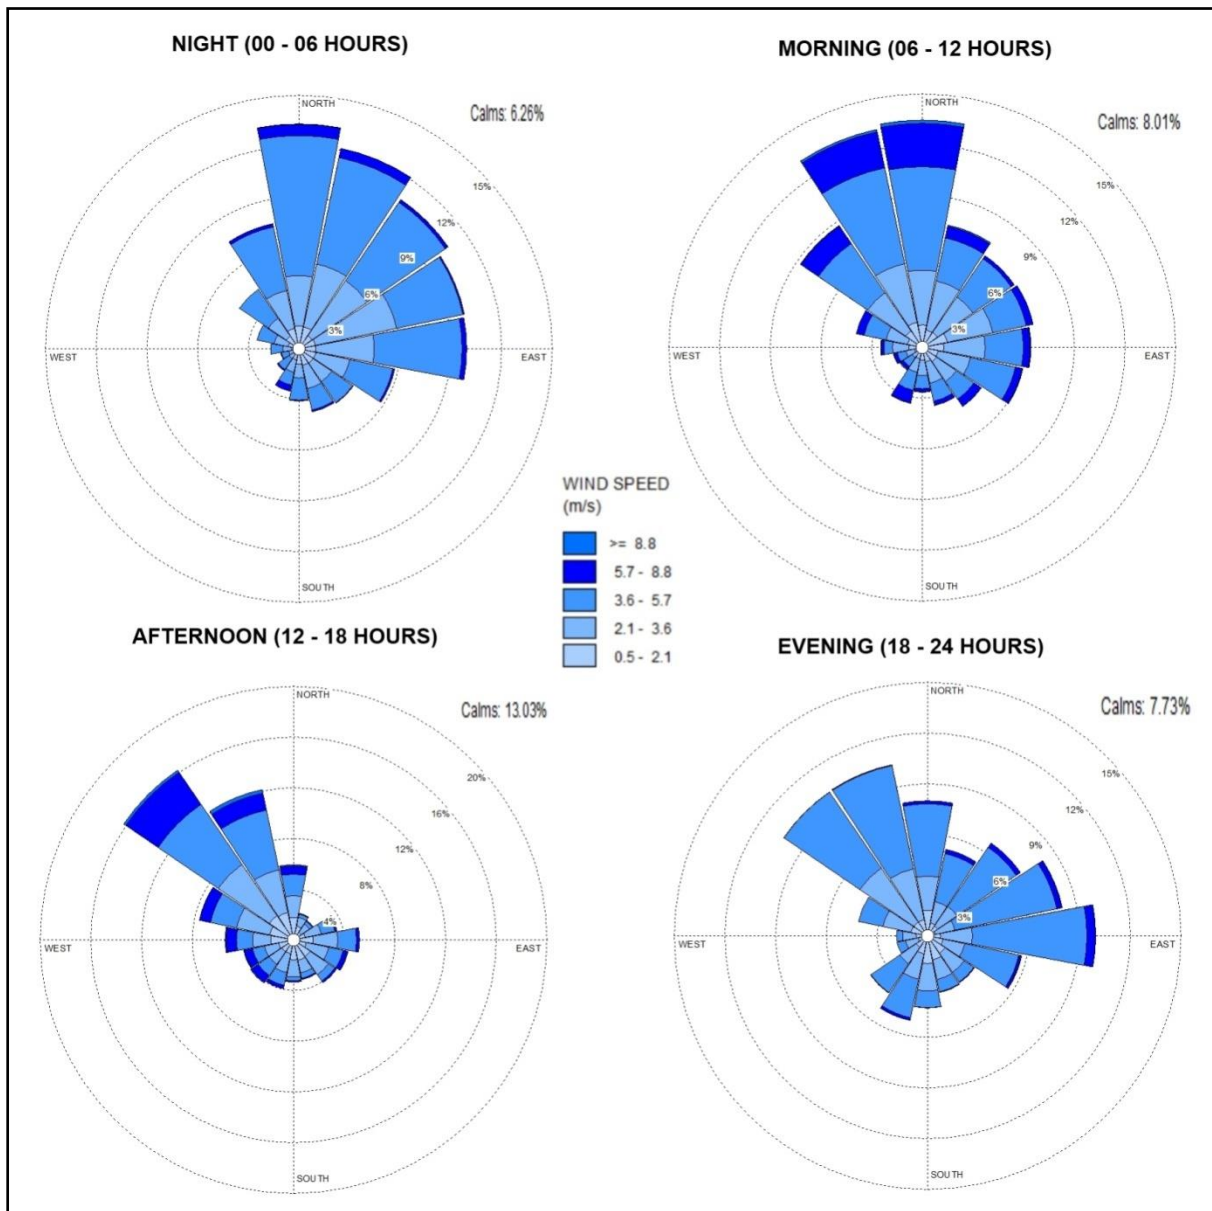 NIGHT (00 - 06 HOURS)
NORTH
Calms: 6.26%
15%
12%
9%
6%
3%
WEST
EAST
SOUTH
MORNING (06 - 12 HOURS)
NORTH
Calms: 8.01%
15%
12%
9%
6%
3%
WEST
EAST
SOUTH
WIND SPEED
(m/s)
>= 8.8
5.7 - 8.8
3.6 - 5.7
2.1 - 3.6
0.5 - 2.1
AFTERNOON (12 - 18 HOURS)
NORTH
Calms: 13.03%
20%
16%
12%
8%
4%
WEST
EAST
SOUTH
EVENING (18 - 24 HOURS)
NORTH
Calms: 7.73%
15%
12%
9%
6%
3%
WEST
EAST
SOUTH